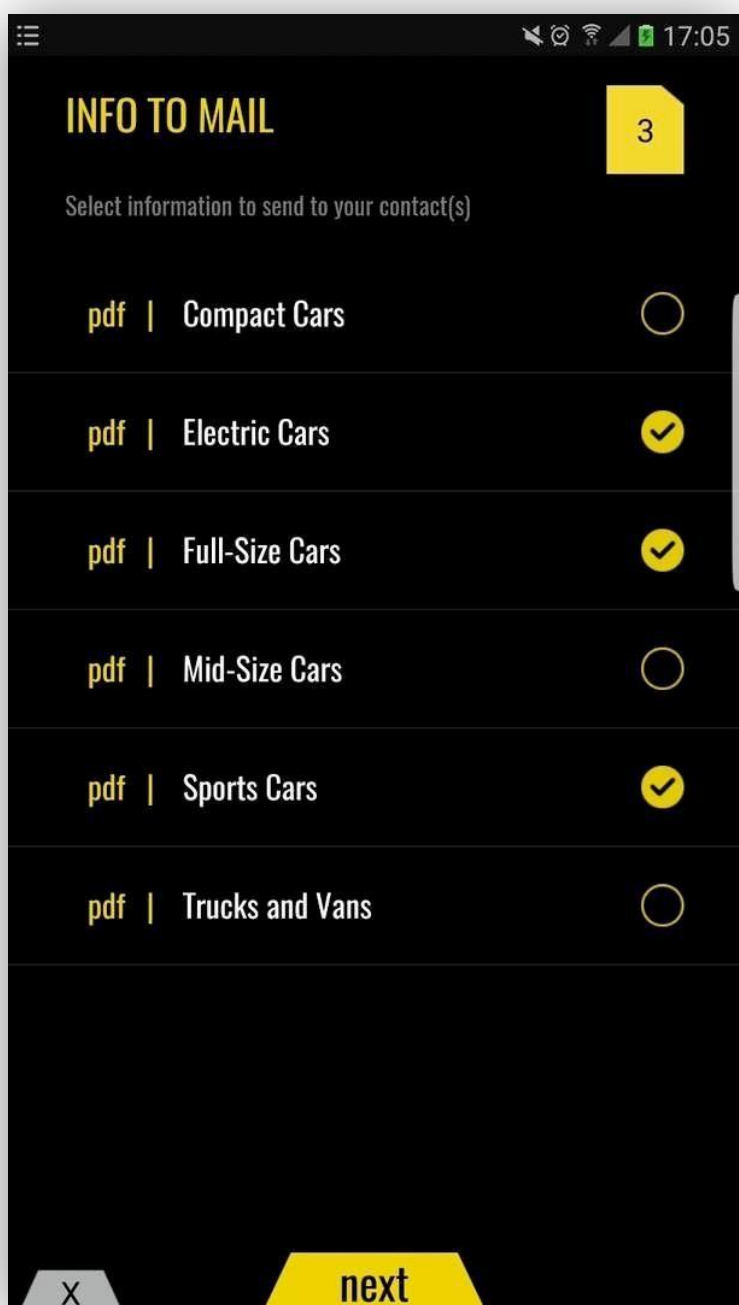 17:05
INFO TO MAIL
3
Select information to send to your contact(s)
pdf | Compact Cars
pdf | Electric Cars
pdf | Full-Size Cars
pdf | Mid-Size Cars
pdf | Sports Cars
pdf | Trucks and Vans
X
next